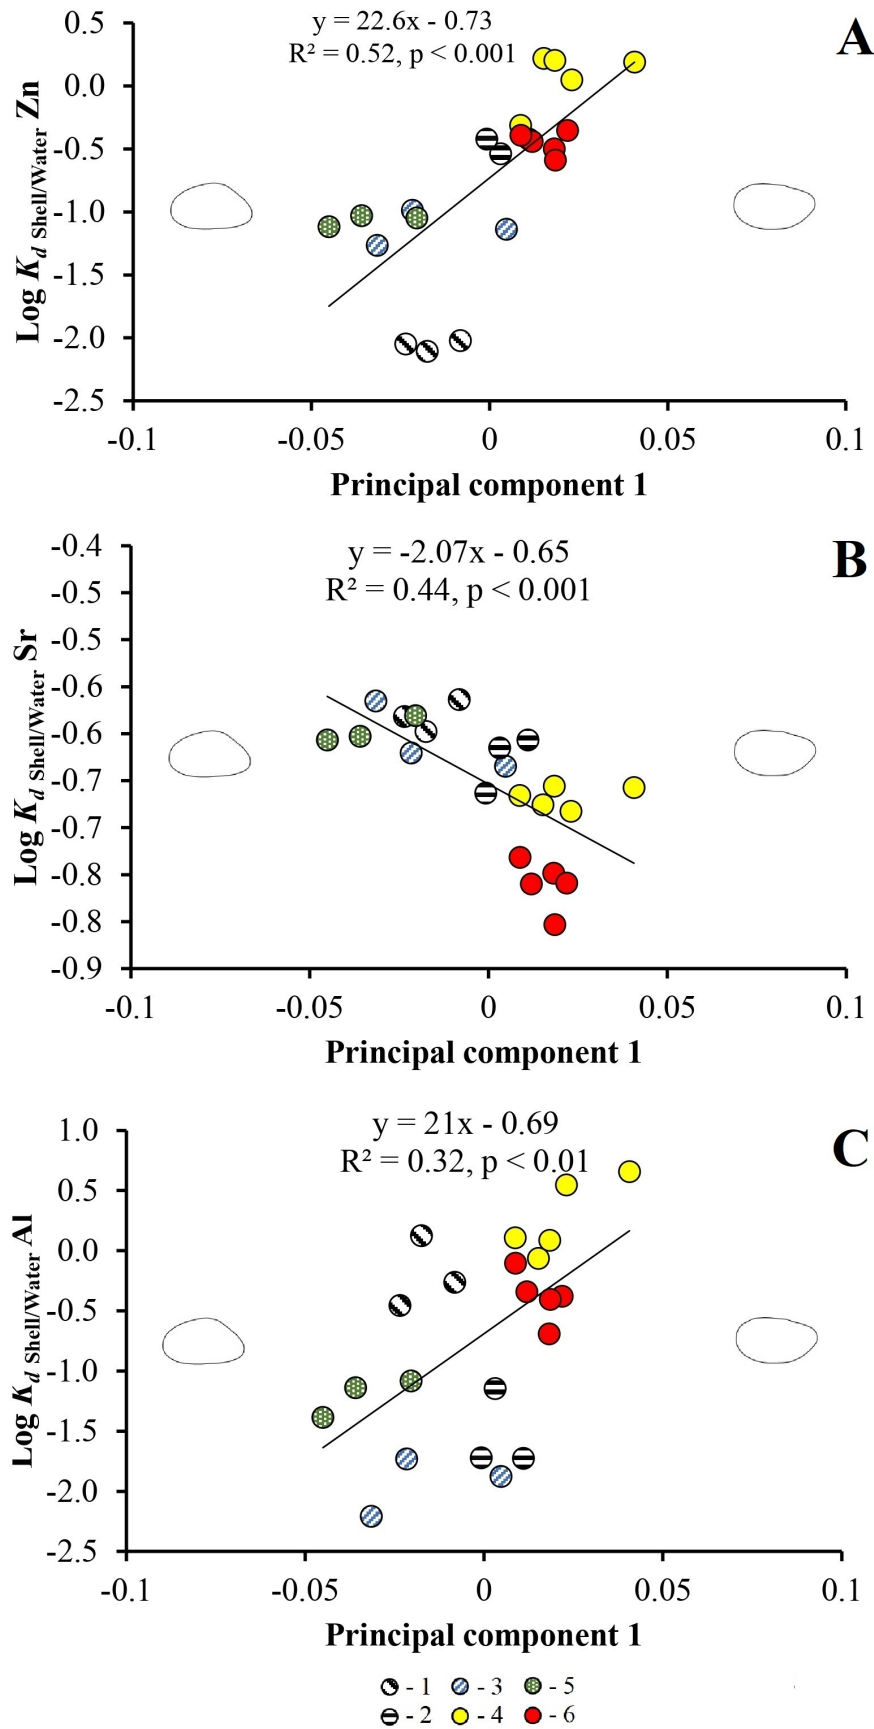 y = 22.6x - 0.73
R² = 0.52, p < 0.001
A
Log Kd Shell/Water Zn
0.5
0.0
-0.5
-1.0
-1.5
-2.0
-2.5
-0.1 -0.05 0 0.05 0.1
Principal component 1
y = -2.07x - 0.65
R² = 0.44, p < 0.001
B
Log Kd Shell/Water Sr
-0.4
-0.5
-0.5
-0.6
-0.6
-0.7
-0.7
-0.8
-0.8
-0.9
-0.1 -0.05 0 0.05 0.1
Principal component 1
y = 21x - 0.69
R² = 0.32, p < 0.01
C
Log Kd Shell/Water Al
1.0
0.5
0.0
-0.5
-1.0
-1.5
-2.0
-2.5
-0.1 -0.05 0 0.05 0.1
Principal component 1
- 1 - 3 - 5
- 2 - 4 - 6